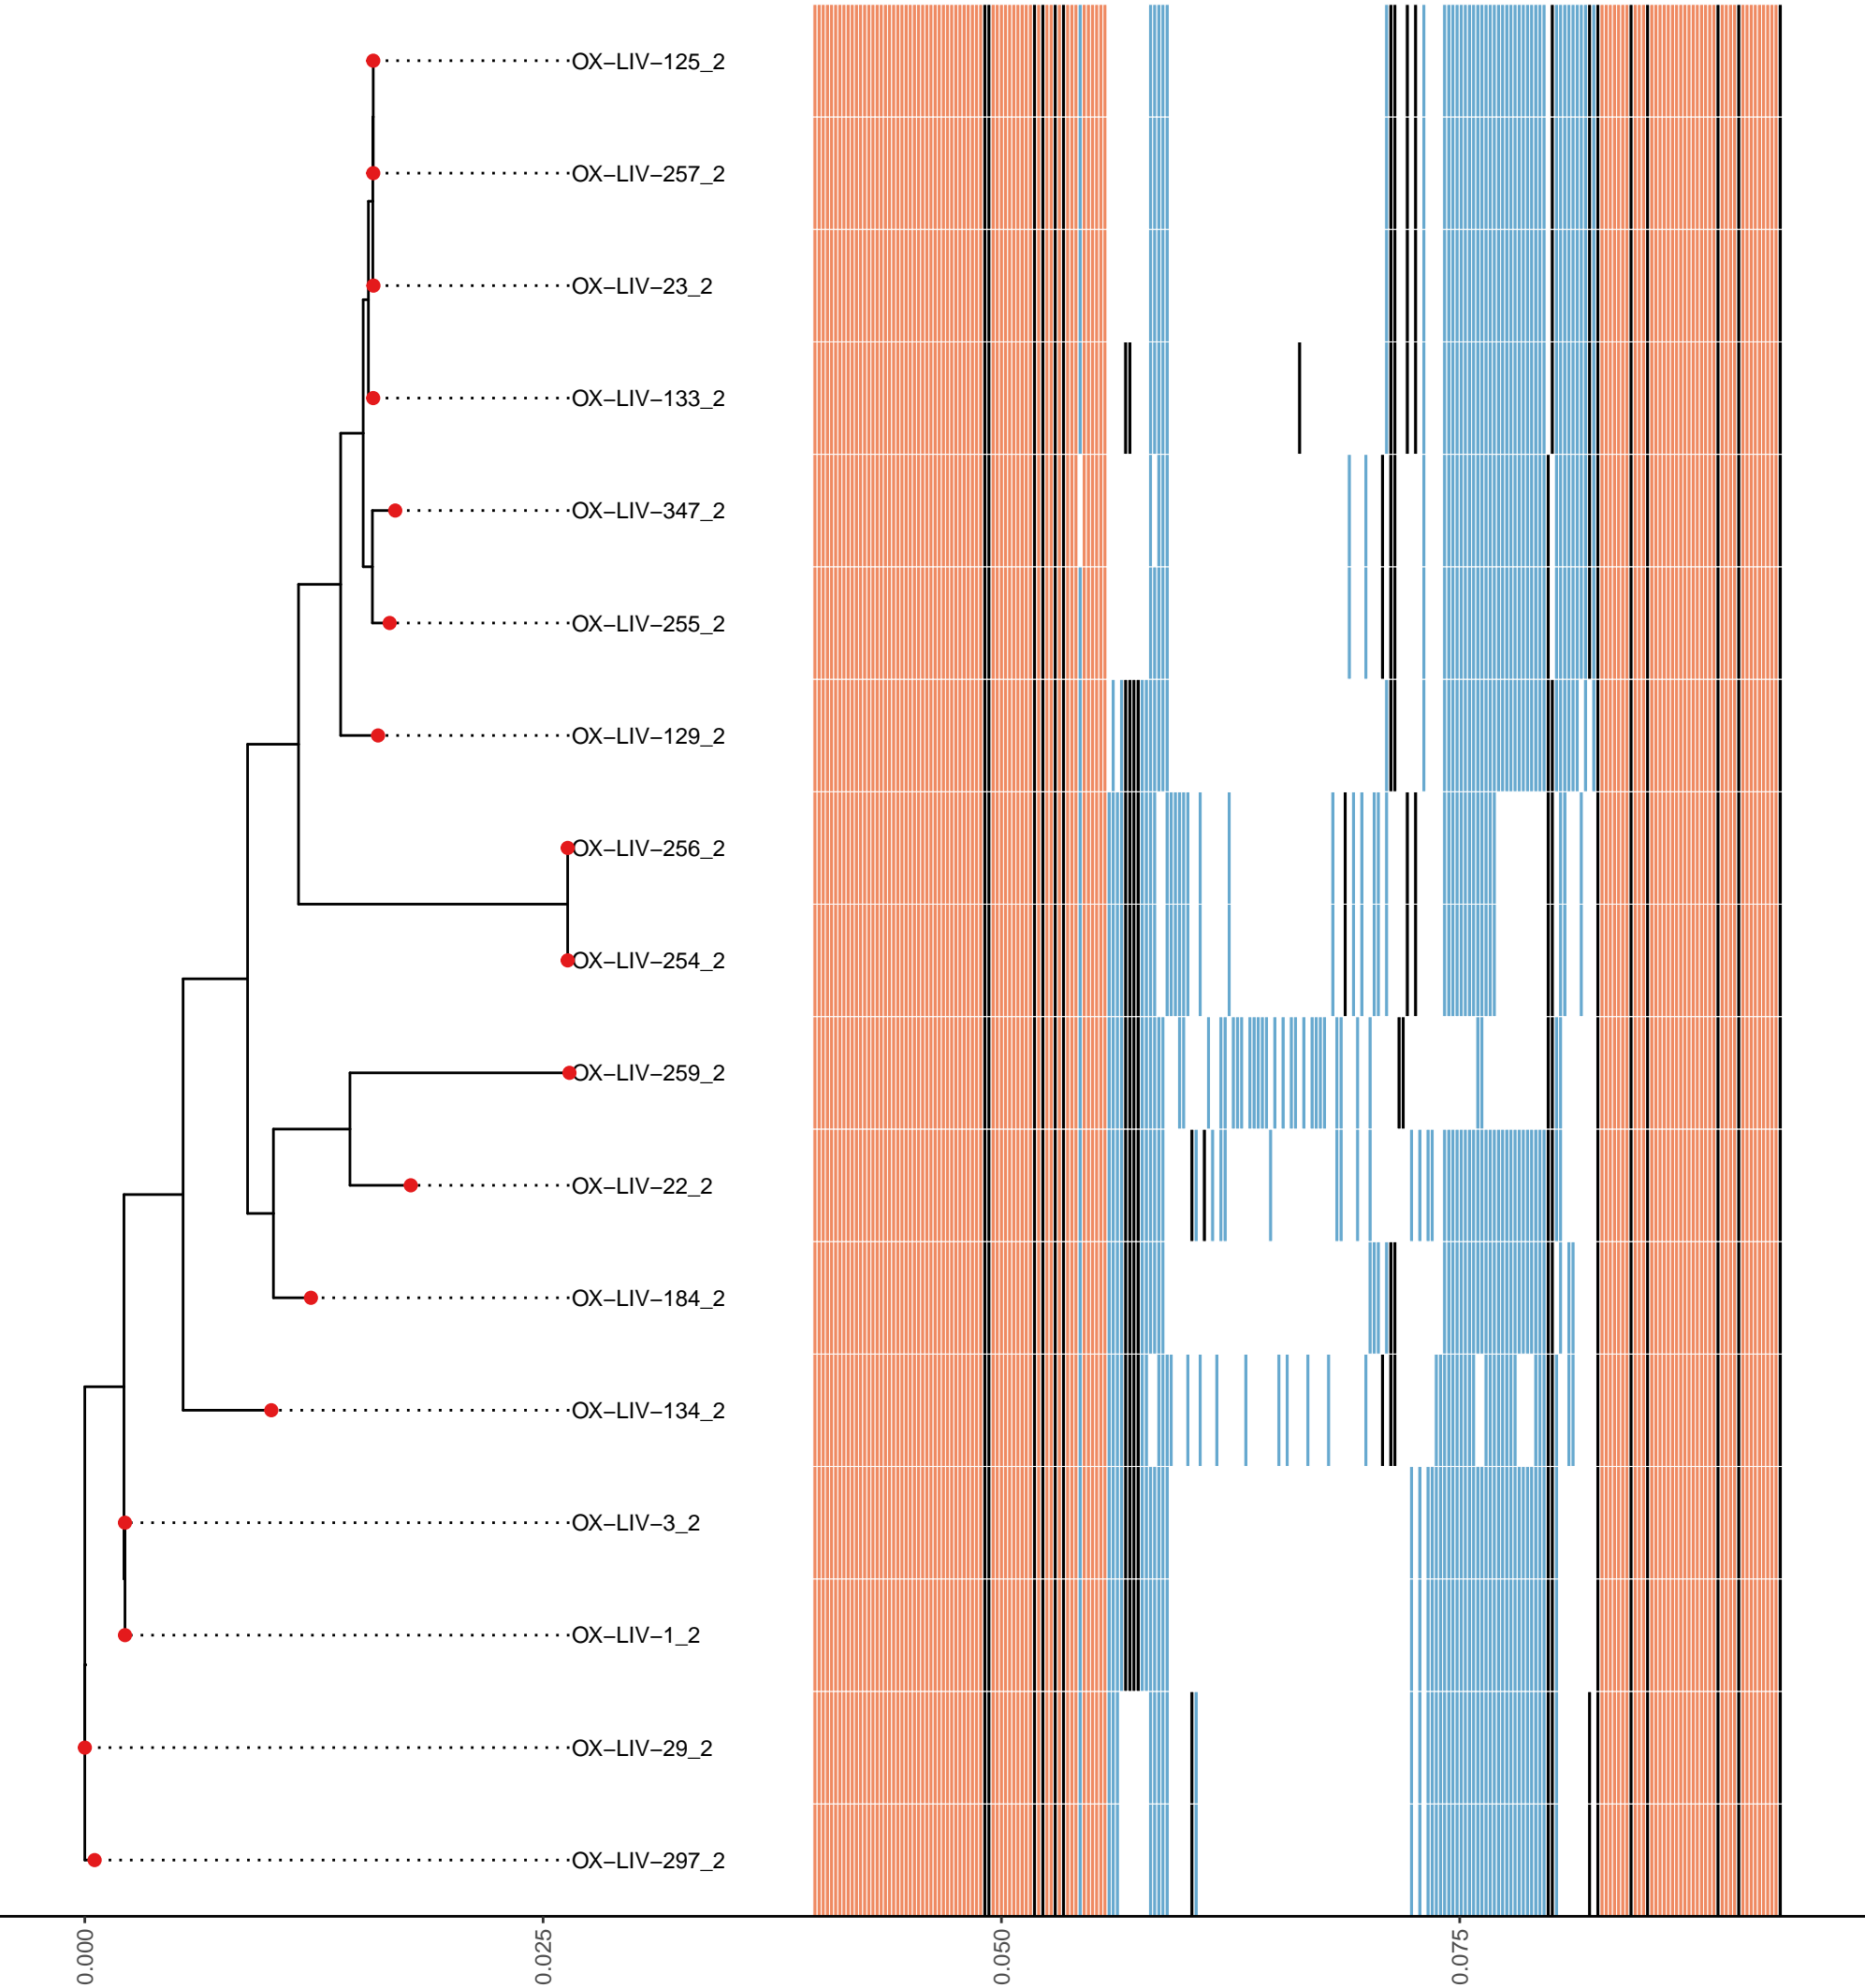 OX–LIV–125_2
OX–LIV–257_2
OX–LIV–23_2
OX–LIV–133_2
OX–LIV–347_2
OX–LIV–255_2
OX–LIV–129_2
OX–LIV–256_2
OX–LIV–254_2
OX–LIV–259_2
OX–LIV–22_2
OX–LIV–184_2
OX–LIV–134_2
OX–LIV–3_2
OX–LIV–1_2
OX–LIV–29_2
OX–LIV–297_2
0.000
0.025
0.050
0.075